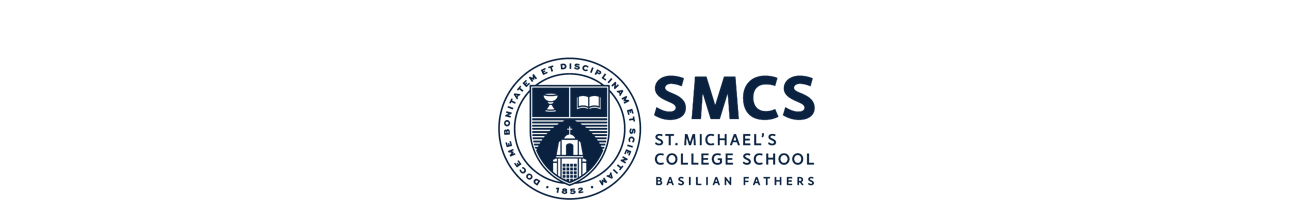 DOCE ME BONITATEM ET DISCIPLINAM ET SCIENTIAM
• 1852 •
SMCS
ST. MICHAEL'S
COLLEGE SCHOOL
BASILIAN FATHERS